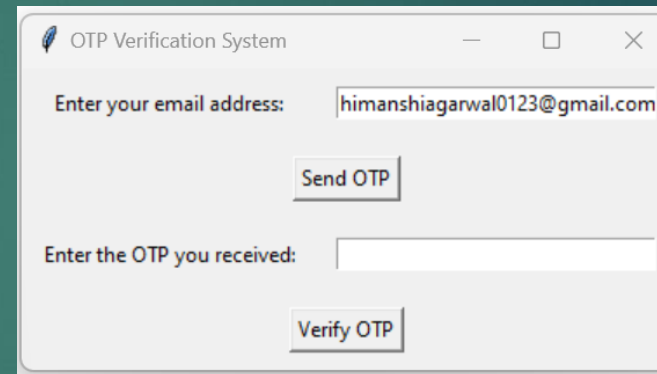 OTP Verification System
Enter your email address: himanshiagarwal0123@gmail.com
Send OTP
Enter the OTP you received:
Verify OTP